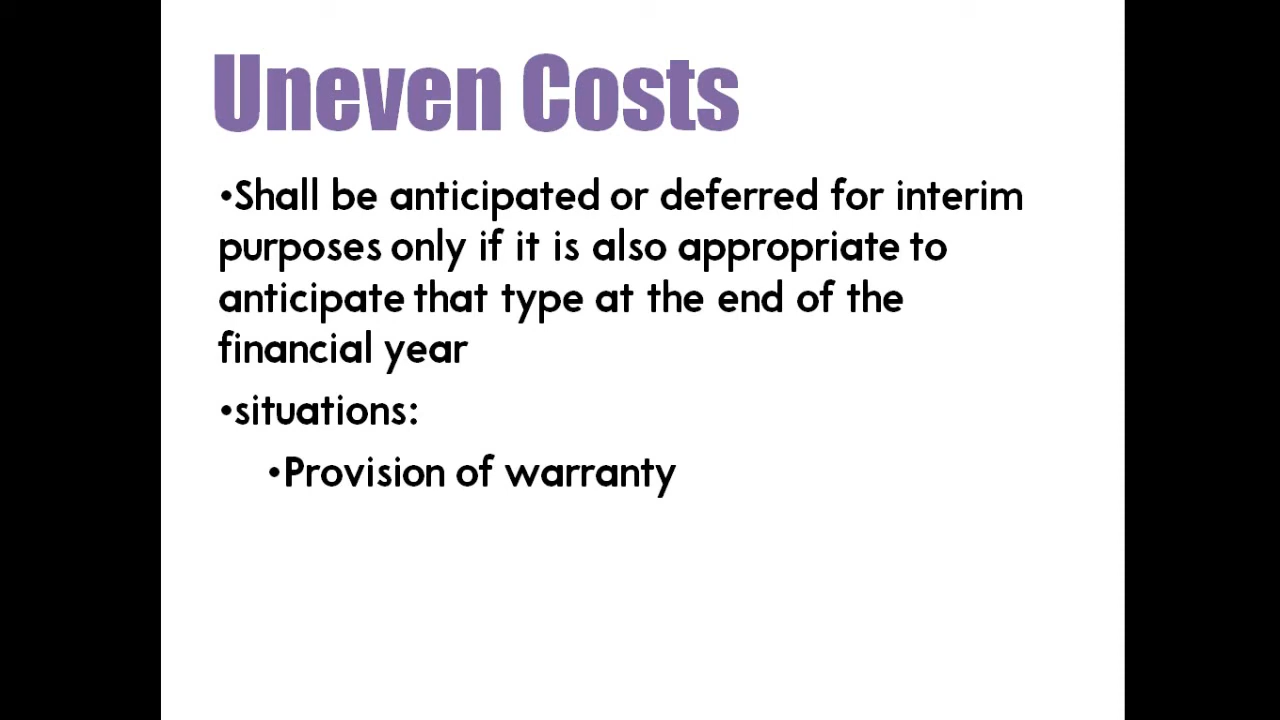 Uneven Costs
•Shall be anticipated or deferred for interim
purposes only if it is also appropriate to
anticipate that type at the end of the
financial year
•situations:
•Provision of warranty